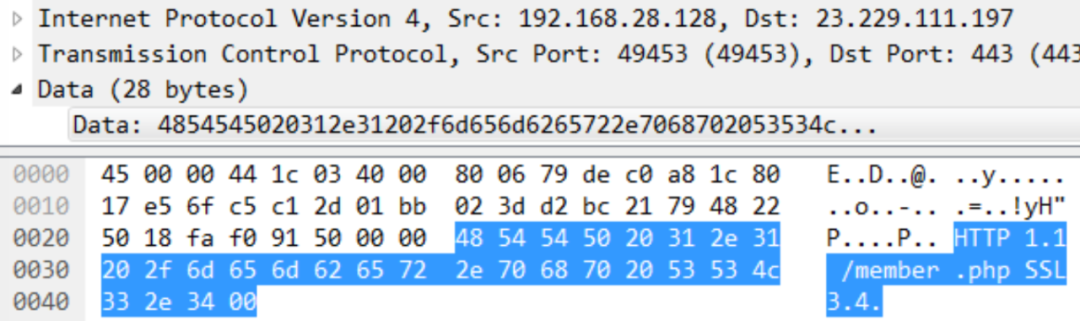 Internet Protocol Version 4, Src: 192.168.28.128, Dst: 23.229.111.197
Transmission Control Protocol, Src Port: 49453 (49453), Dst Port: 443 (443
Data (28 bytes)
Data: 4854545020312e31202f6d656d6265722e7068702053534c...
0000 45 00 00 44 1c 03 40 00 80 06 79 de c0 a8 1c 80 E..D..@. ..y.....
0010 17 e5 6f c5 c1 2d 01 bb 02 3d d2 bc 21 79 48 22 ..o..-.. .=..!yH"
0020 50 18 fa f0 91 50 00 00 48 54 54 50 20 31 2e 31 P....P.. HTTP 1.1
0030 20 2f 6d 65 6d 62 65 72 2e 70 68 70 20 53 53 4c /member .php SSL
0040 33 2e 34 00 3.4.